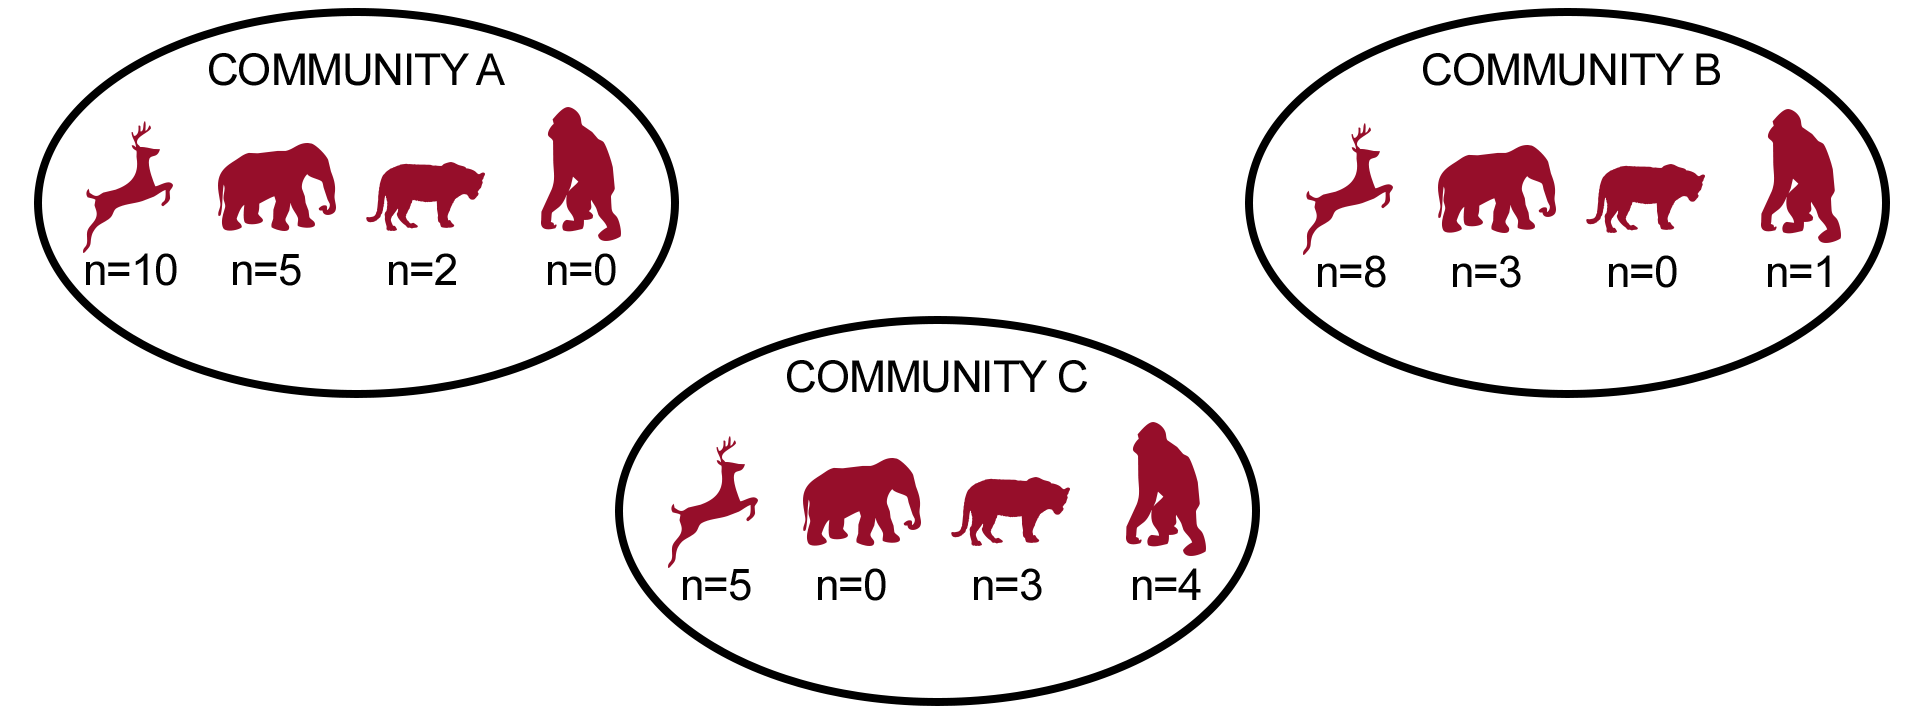 COMMUNITY A
n=10 n=5 n=2 n=0
COMMUNITY B
n=8 n=3 n=0 n=1
COMMUNITY C
n=5 n=0 n=3 n=4